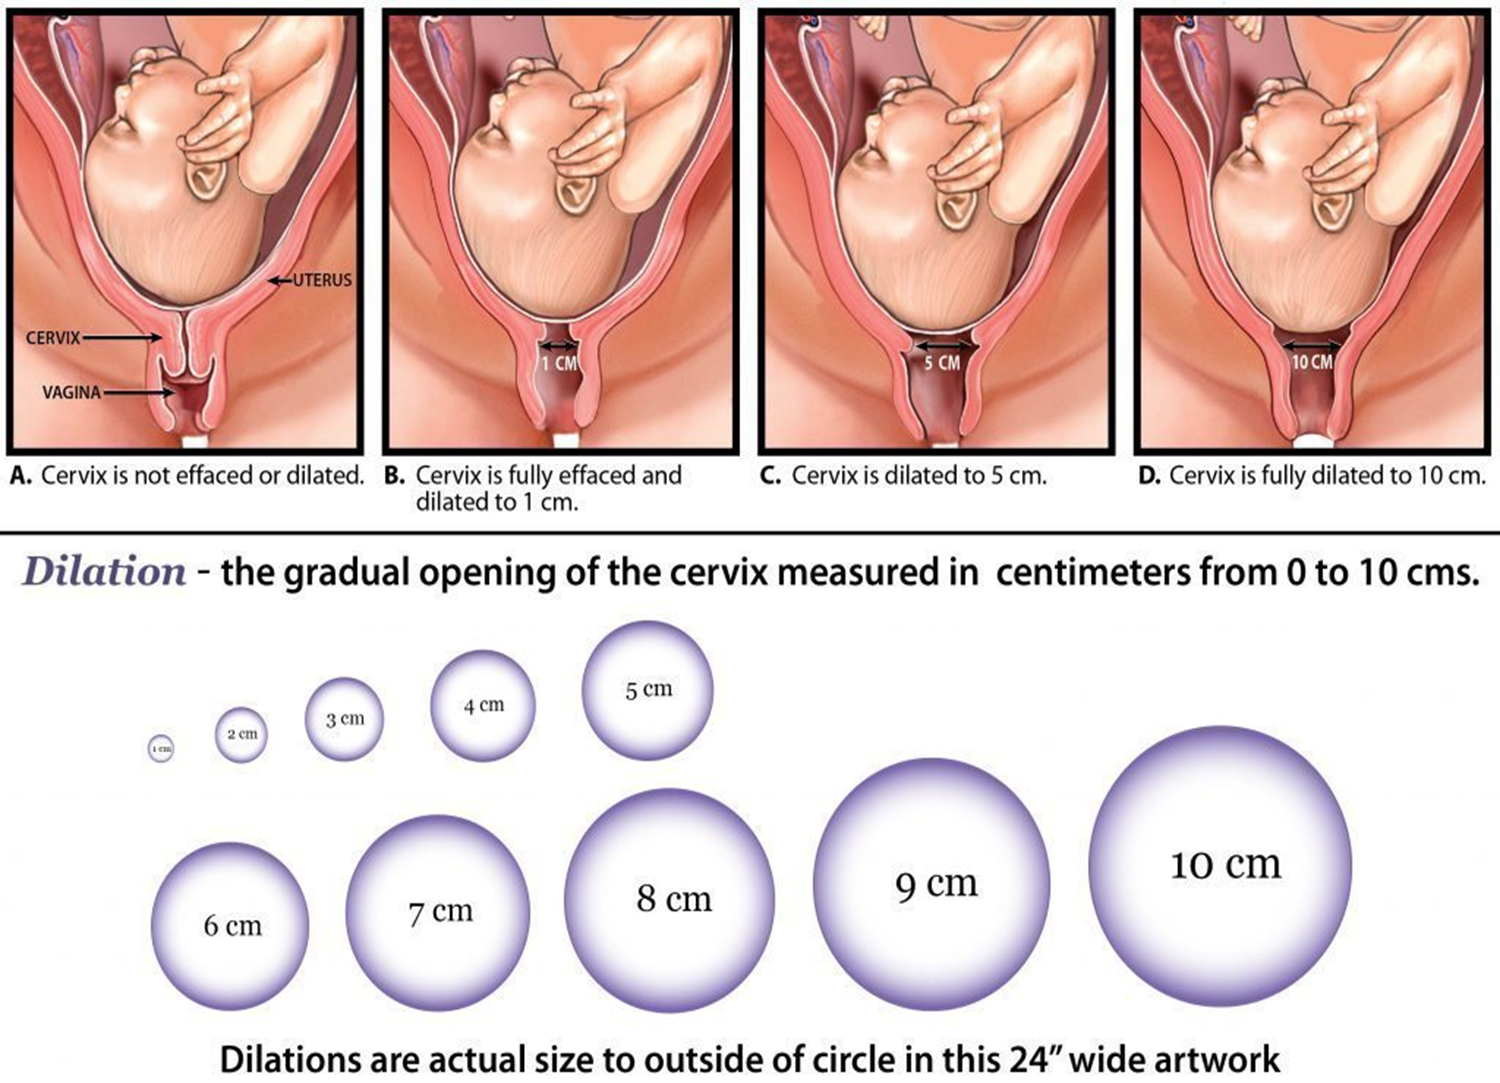 UTERUS
CERVIX
VAGINA
1 CM
5 CM
10 CM
A. Cervix is not effaced or dilated.
B. Cervix is fully effaced and
dilated to 1 cm.
C. Cervix is dilated to 5 cm.
D. Cervix is fully dilated to 10 cm.
Dilation - the gradual opening of the cervix measured in centimeters from 0 to 10 cms.
1 cm
2 cm
3 cm
4 cm
5 cm
6 cm
7 cm
8 cm
9 cm
10 cm
Dilations are actual size to outside of circle in this 24” wide artwork